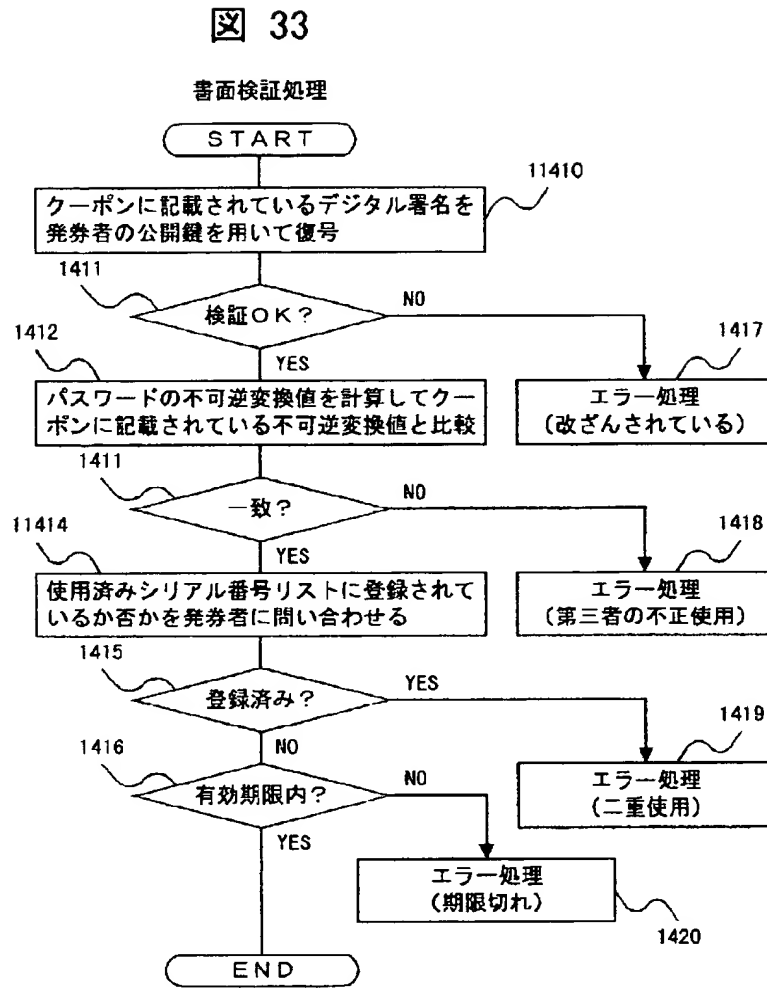 図 33
書面検証処理
START
11410
クーポンに記載されているデジタル署名を
発券者の公開鍵を用いて復号
1411
検証OK?
NO
YES
1412
パスワードの不可逆変換値を計算してクー
ポンに記載されている不可逆変換値と比較
1417
エラー処理
(改ざんされている)
1411
一致?
NO
YES
11414
使用済みシリアル番号リストに登録されて
いるか否かを発券者に問い合わせる
1418
エラー処理
(第三者の不正使用)
1415
登録済み?
YES
NO
1419
エラー処理
(二重使用)
1416
有効期限内?
NO
YES
エラー処理
(期限切れ)
1420
END